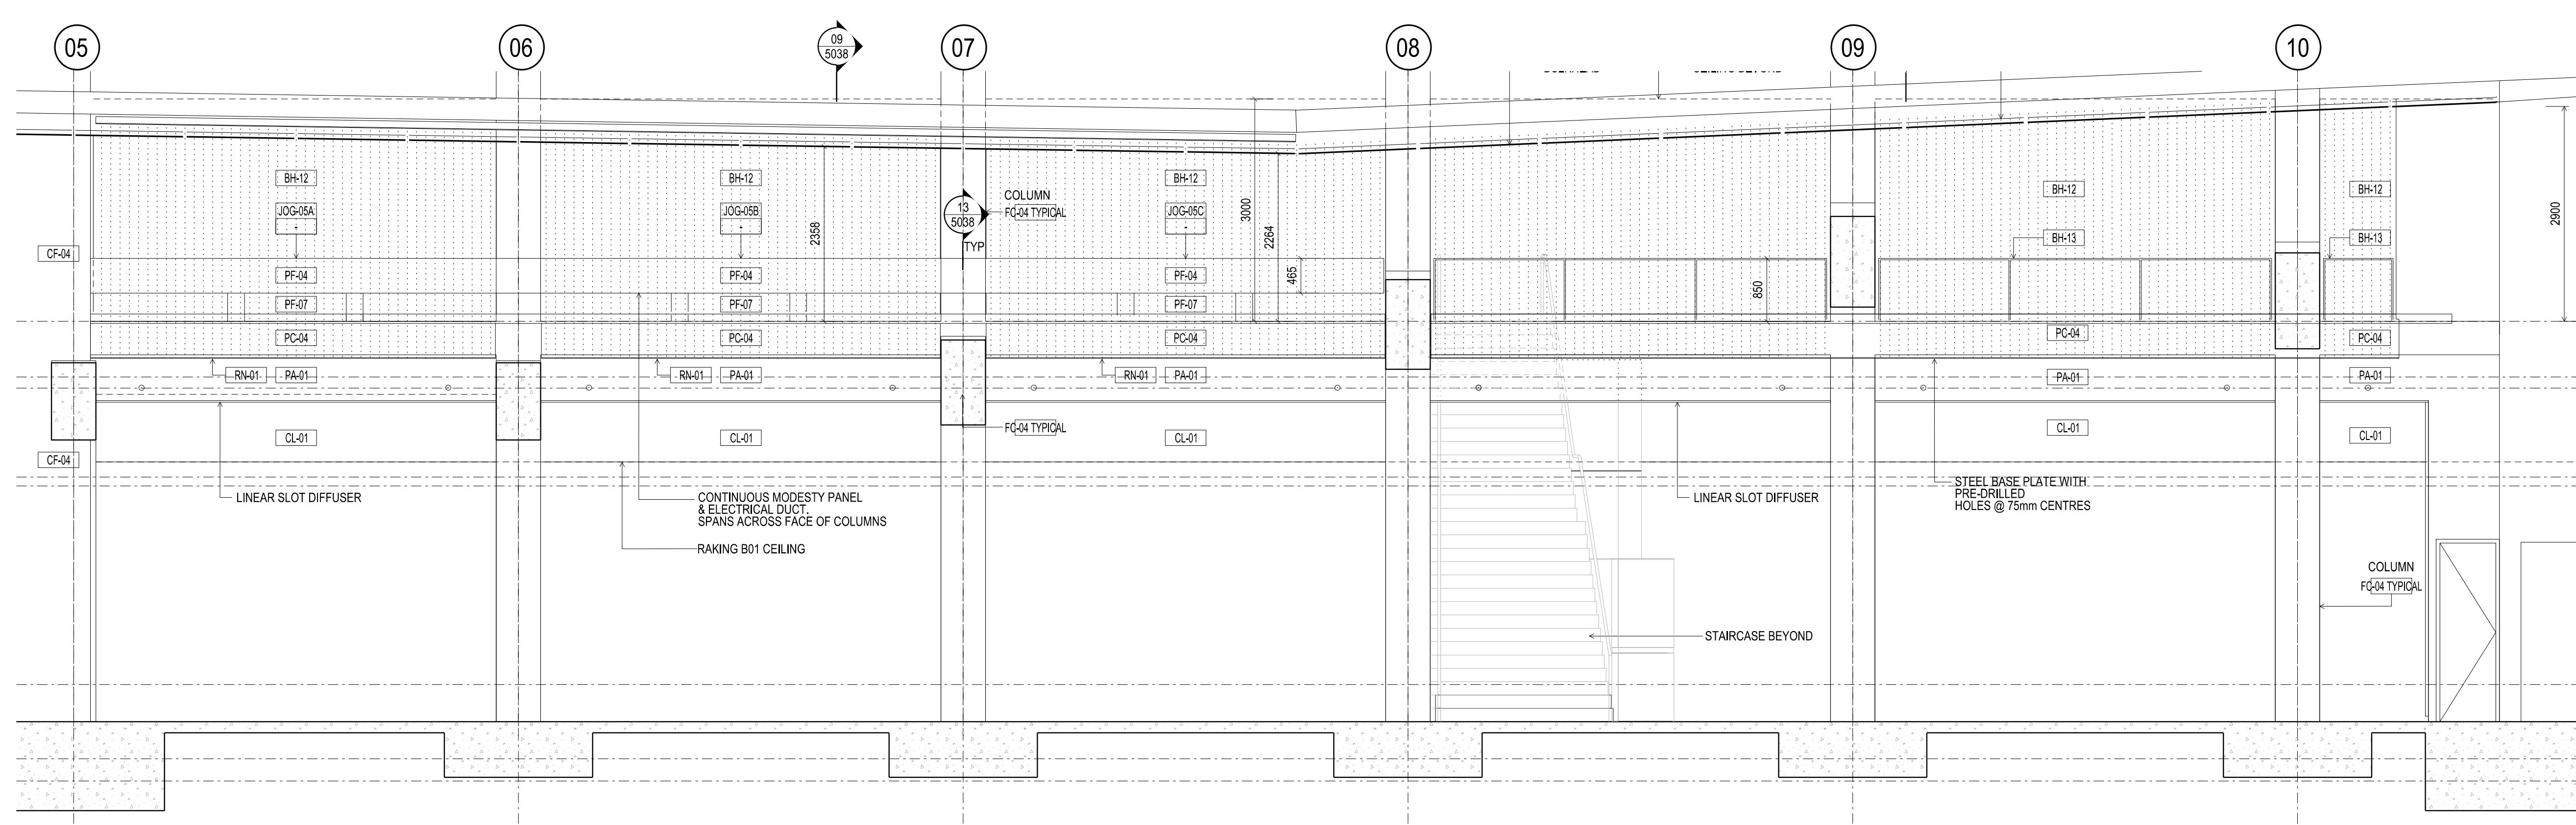 05
06
09
5038
07
08
09
10
BH-12
BH-12
BH-12
BH-12
BH-12
JOG-05A
-
JOG-05B
-
JOG-05C
-
13
5038
TYP
COLUMN
FC-04 TYPICAL
2358
3000
2264
465
850
2900
CF-04
BH-13
BH-13
PF-04
PF-04
PF-04
PF-07
PF-07
PF-07
PC-04
PC-04
PC-04
PC-04
PC-04
RN-01
PA-01
RN-01
PA-01
RN-01
PA-01
PA-01
PA-01
FC-04 TYPICAL
CF-04
CL-01
CL-01
CL-01
CL-01
CL-01
LINEAR SLOT DIFFUSER
CONTINUOUS MODESTY PANEL
& ELECTRICAL DUCT.
SPANS ACROSS FACE OF COLUMNS
RAKING B01 CEILING
LINEAR SLOT DIFFUSER
STEEL BASE PLATE WITH
PRE-DRILLED
HOLES @ 75mm CENTRES
STAIRCASE BEYOND
COLUMN
FC-04 TYPICAL